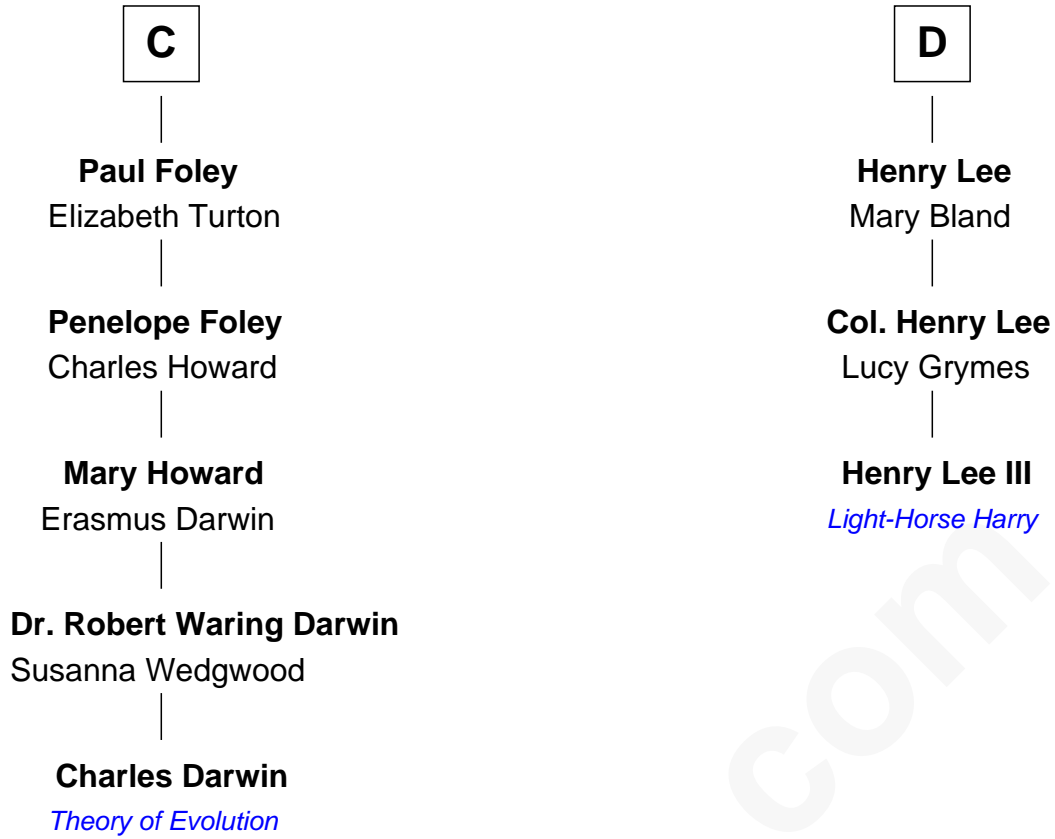 C
Paul Foley
Elizabeth Turton
Penelope Foley
Charles Howard
Mary Howard
Erasmus Darwin
Dr. Robert Waring Darwin
Susanna Wedgwood
Charles Darwin
Theory of Evolution
D
Henry Lee
Mary Bland
Col. Henry Lee
Lucy Grymes
Henry Lee III
Light-Horse Harry
com